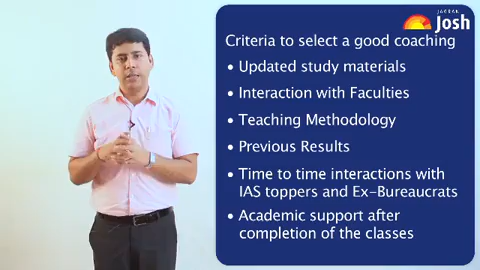 JAGRAN
Josh
Criteria to select a good coaching
• Updated study materials
• Interaction with Faculties
• Teaching Methodology
• Previous Results
• Time to time interactions with
IAS toppers and Ex-Bureaucrats
• Academic support after
completion of the classes